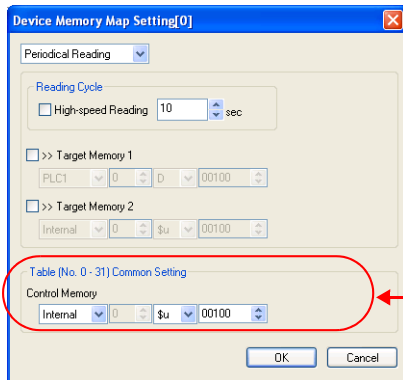 Device Memory Map Setting[0]
Periodical Reading
Reading Cycle
High-speed Reading 10 sec
>> Target Memory 1
PLC1 0 D 00100
>> Target Memory 2
Internal 0 $u 00100
Table (No. 0 - 31) Common Setting
Control Memory
Internal 0 $u 00100
OK Cancel